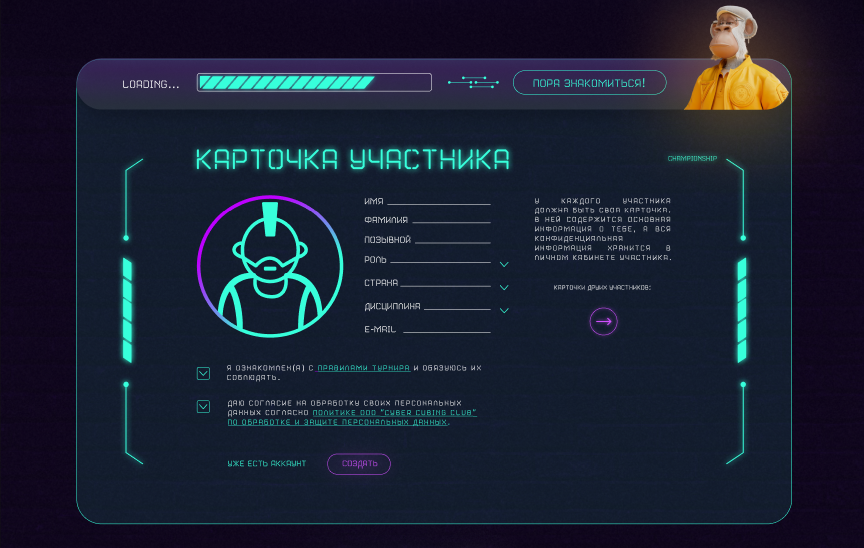 LOADING...
ПОРА ЗНАКОМИТЬСЯ!
КАРТОЧКА УЧАСТНИКА
CHAMPIONSHIP
ИМЯ
ФАМИЛИЯ
ПОЗЫВНОЙ
РОЛЬ
СТРАНА
ДИСЦИПЛИНА
E-MAIL
У КАЖДОГО УЧАСТНИКА
ДОЛЖНА БЫТЬ СВОЯ КАРТОЧКА.
В НЕЙ СОДЕРЖИТСЯ ОСНОВНАЯ
ИНФОРМАЦИЯ О ТЕБЕ, А ВСЯ
КОНФИДЕНЦИАЛЬНАЯ
ИНФОРМАЦИЯ ХРАНИТСЯ В
ЛИЧНОМ КАБИНЕТЕ УЧАСТНИКА.
КАРТОЧКИ ДРУГИХ УЧАСТНИКОВ:
Я ОЗНАКОМЛЕН(А) С ПРАВИЛАМИ ТУРНИРА И ОБЯЗУЮСЬ ИХ
СОБЛЮДАТЬ.
ДАЮ СОГЛАСИЕ НА ОБРАБОТКУ СВОИХ ПЕРСОНАЛЬНЫХ
ДАННЫХ СОГЛАСНО ПОЛИТИКЕ ООО "CYBER CUBING CLUB"
ПО ОБРАБОТКЕ И ЗАЩИТЕ ПЕРСОНАЛЬНЫХ ДАННЫХ.
УЖЕ ЕСТЬ АККАУНТ
СОЗДАТЬ